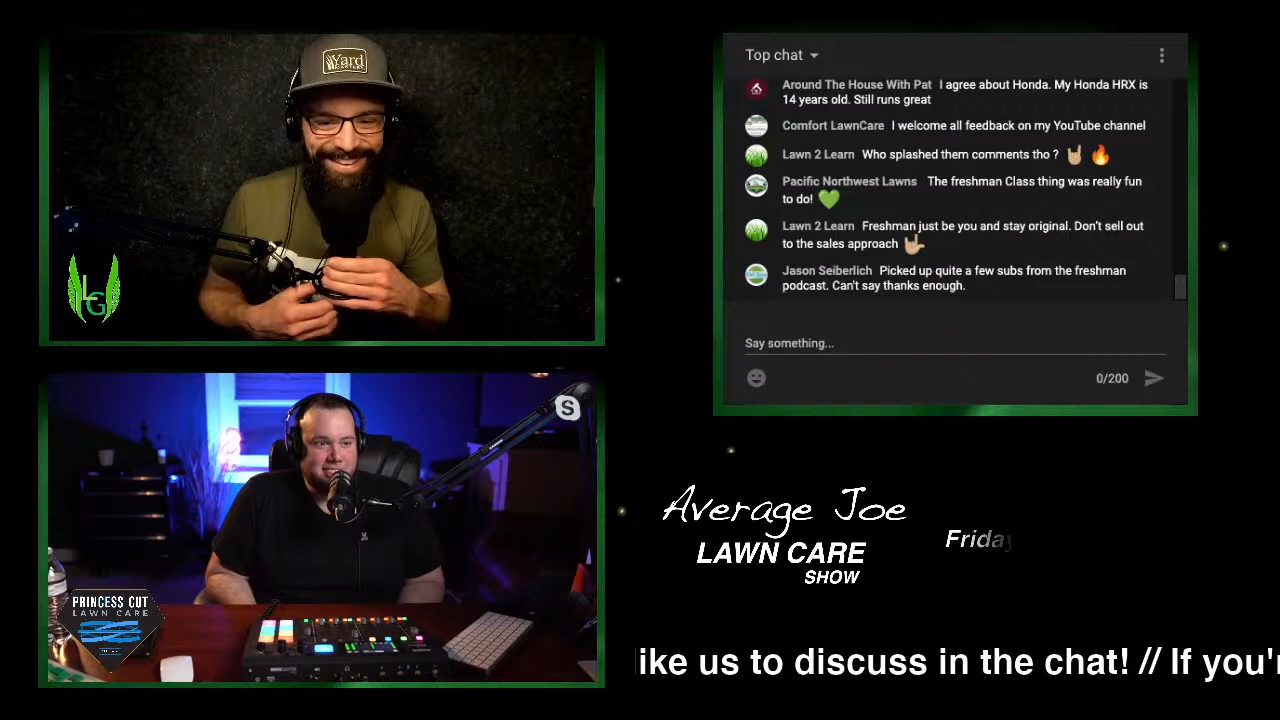 Yard
LG
Top chat
Around The House With Pat I agree about Honda. My Honda HRX is
14 years old. Still runs great
Comfort LawnCare I welcome all feedback on my YouTube channel
Lawn 2 Learn Who splashed them comments tho ? 🤘🏼 🔥
Pacific Northwest Lawns The freshman Class thing was really fun
to do! 💚
Lawn 2 Learn Freshman just be you and stay original. Don't sell out
to the sales approach 🤙🏼
Jason Seiberlich Picked up quite a few subs from the freshman
podcast. Can't say thanks enough.
Say something...
0/200
S
PRINCESS CUT
LAWN CARE
Average Joe
LAWN CARE
SHOW
Friday
ike us to discuss in the chat! // If you'r